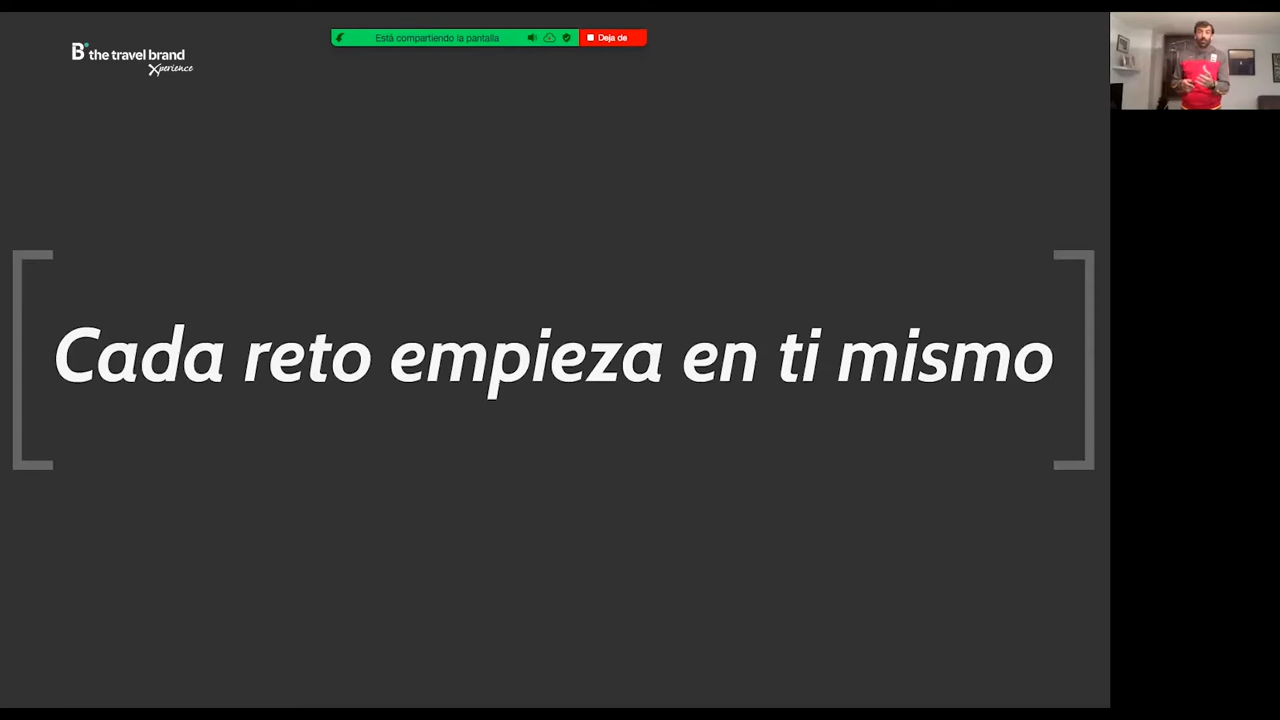 B the travel brand
Xperience
Está compartiendo la pantalla
Deja de
Cada reto empieza en ti mismo